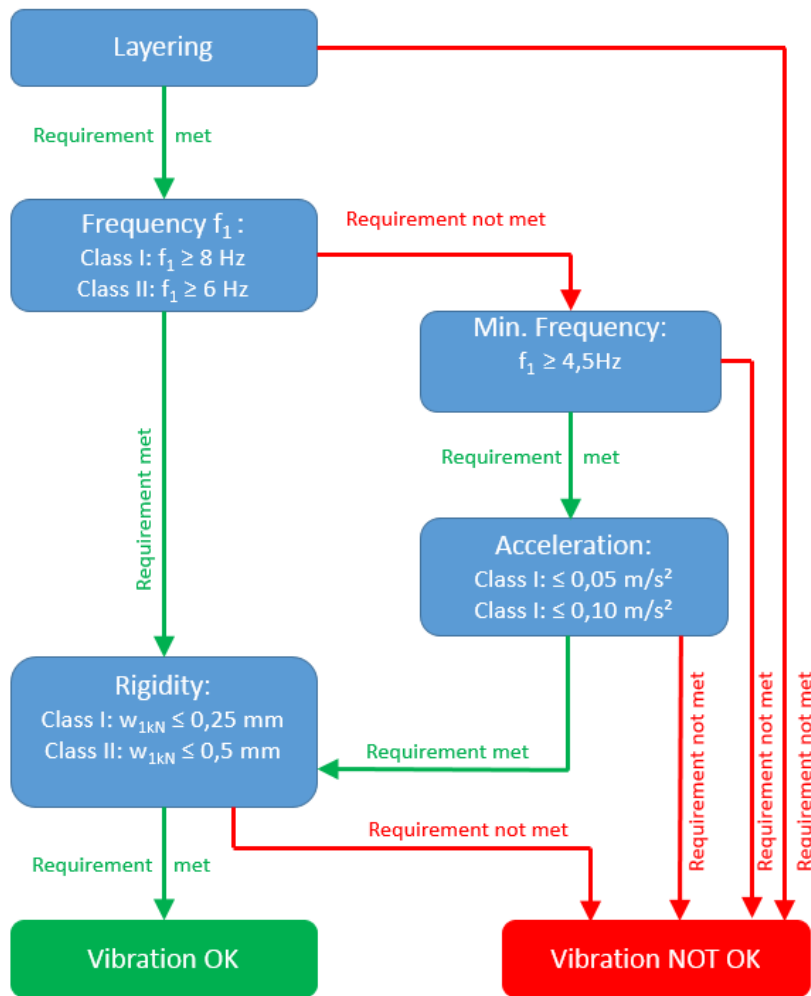 Layering
Requirement met
Frequency f₁ :
Class I: f₁ ≥ 8 Hz
Class II: f₁ ≥ 6 Hz
Requirement not met
Min. Frequency:
f₁ ≥ 4,5Hz
Requirement met
Requirement met
Acceleration:
Class I: ≤ 0,05 m/s²
Class I: ≤ 0,10 m/s²
Rigidity:
Class I: w₁ₖₙ ≤ 0,25 mm
Class II: w₁ₖₙ ≤ 0,5 mm
Requirement met
Requirement not met
Requirement not met
Requirement not met
Requirement not met
Requirement met
Vibration OK
Vibration NOT OK